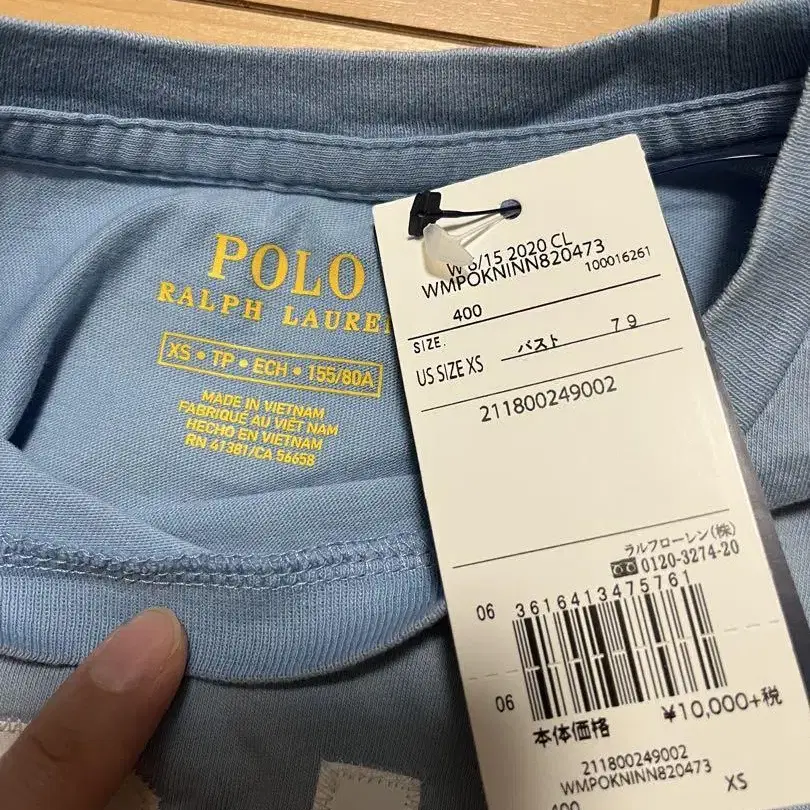 POLO
RALPH LAURE
XS • TP • ECH • 155/80A
MADE IN VIETNAM
FABRIQUÉ AU VIÊT NAM
HECHO EN VIETNAM
RN 41381/CA 56658
/15 2020 CL
WMPOKNINN820473
100016261
400
SIZE.
US SIZE XS バスト 79
211800249002
ラルフローレン(株)
0120-3274-20
06 3616413475761
06
本体価格 ¥10,000+税
211800249002
WMPOKNINN820473
400 XS